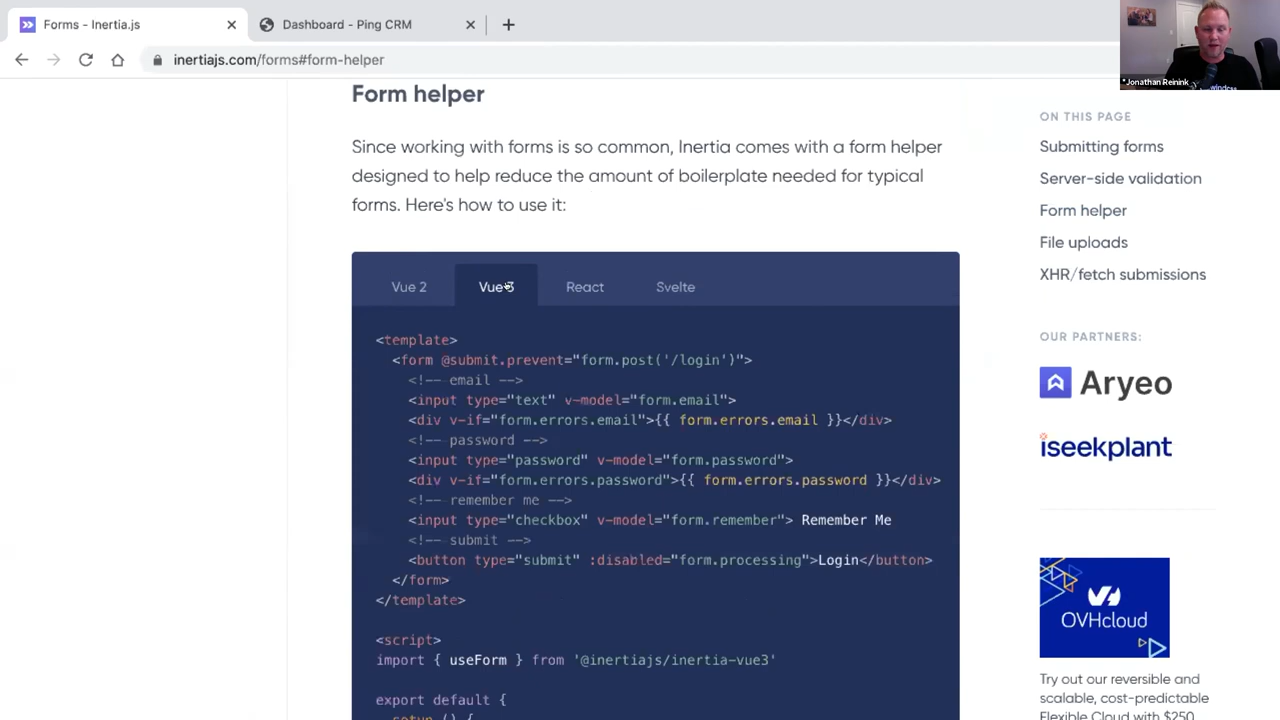 Forms - Inertia.js
Dashboard - Ping CRM
inertiajs.com/forms#form-helper
*Jonathan Reinink
Form helper
Since working with forms is so common, Inertia comes with a form helper
designed to help reduce the amount of boilerplate needed for typical
forms. Here's how to use it:
Vue 2
Vue 3
React
Svelte
<template>
<form @submit.prevent="form.post('/login')">
<!-- email -->
<input type="text" v-model="form.email">
<div v-if="form.errors.email">{{ form.errors.email }}</div>
<!-- password -->
<input type="password" v-model="form.password">
<div v-if="form.errors.password">{{ form.errors.password }}</div>
<!-- remember me -->
<input type="checkbox" v-model="form.remember"> Remember Me
<!-- submit -->
<button type="submit" :disabled="form.processing">Login</button>
</form>
</template>
<script>
import { useForm } from '@inertiajs/inertia-vue3'
export default {
return () {
ON THIS PAGE
Submitting forms
Server-side validation
Form helper
File uploads
XHR/fetch submissions
OUR PARTNERS:
Aryeo
iseekplant
OVHcloud
Try out our reversible and
scalable, cost-predictable
Flexible Cloud with $250